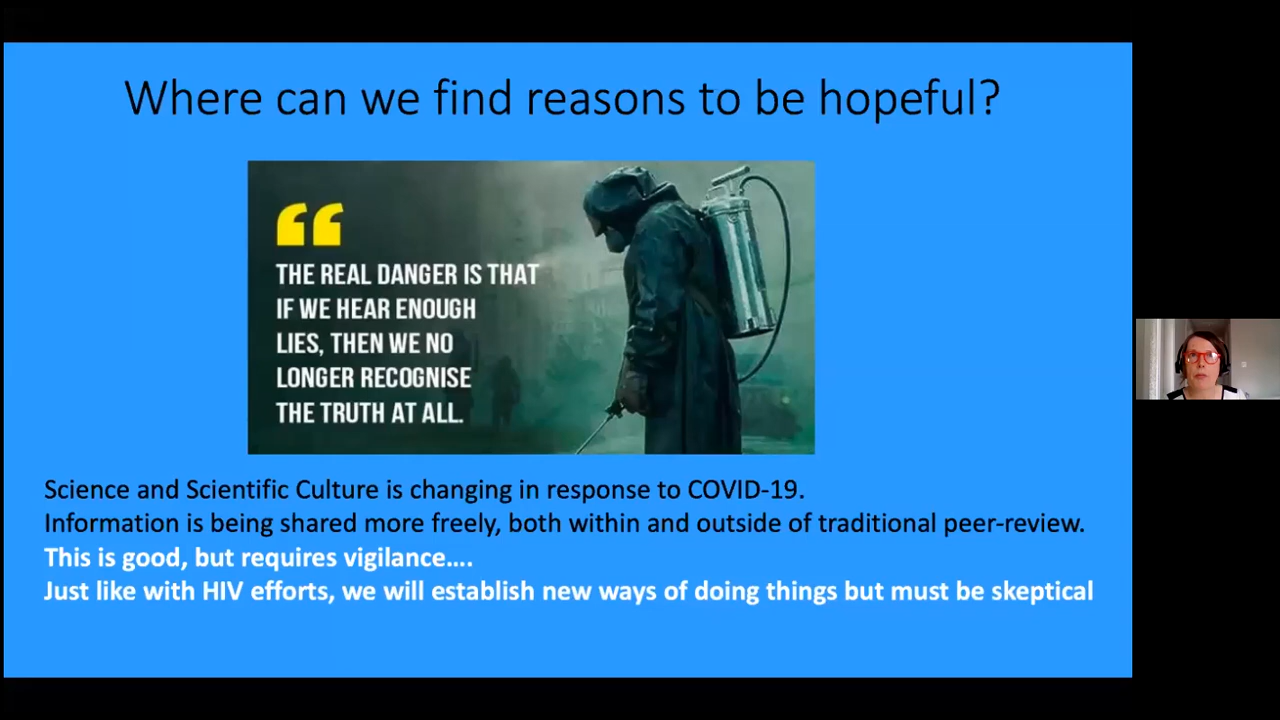 Where can we find reasons to be hopeful?
THE REAL DANGER IS THAT
IF WE HEAR ENOUGH
LIES, THEN WE NO
LONGER RECOGNISE
THE TRUTH AT ALL.
Science and Scientific Culture is changing in response to COVID-19.
Information is being shared more freely, both within and outside of traditional peer-review.
This is good, but requires vigilance....
Just like with HIV efforts, we will establish new ways of doing things but must be skeptical